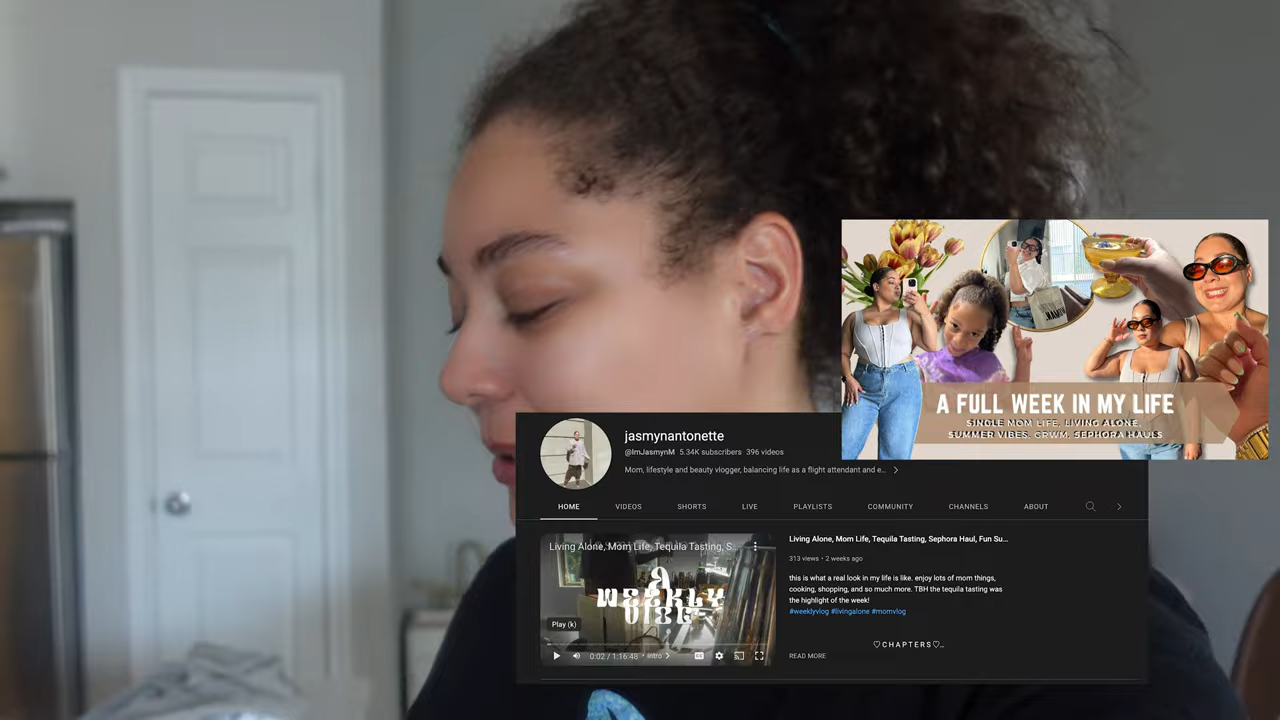 A FULL WEEK IN MY LIFE
SINGLE MOM LIFE, LIVING ALONE,
SUMMER VIBES, GRWM, SEPHORA HAULS
jasmynantonette
@ImJasmynM 5.34K subscribers 396 videos
Mom, lifestyle and beauty vlogger, balancing life as a flight attendant and e...
HOME VIDEOS SHORTS LIVE PLAYLISTS COMMUNITY CHANNELS ABOUT
Living Alone, Mom Life, Tequila Tasting, S...
A
WEEKLY
VIBE
Play (k)
0:02 / 1:16:48 • Intro
Living Alone, Mom Life, Tequila Tasting, Sephora Haul, Fun Su...
313 views • 2 weeks ago
this is what a real look in my life is like. enjoy lots of mom things,
cooking, shopping, and so much more. TBH the tequila tasting was
the highlight of the week!
#weeklyvlog #livingalone #momvlog
♡CHAPTERS♡...
READ MORE